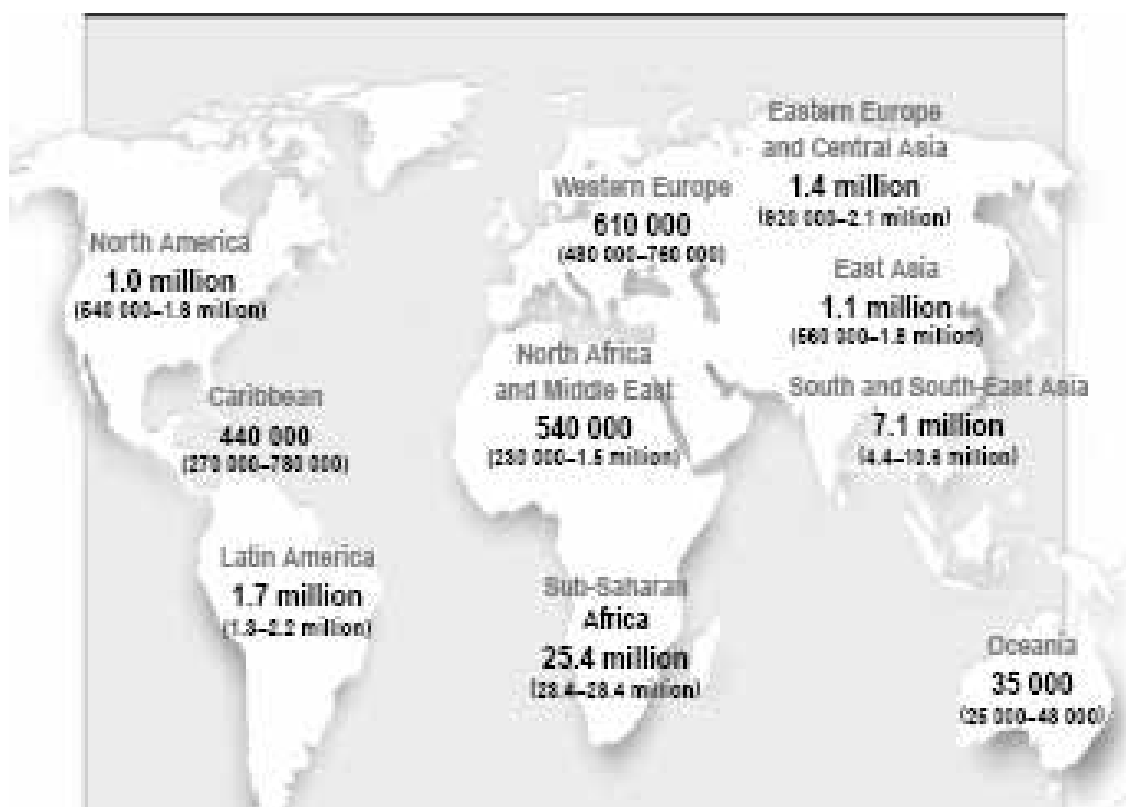 Eastern Europe
and Central Asia
1.4 million
(920 000–2.1 million)
Western Europe
610 000
(480 000–760 000)
North America
1.0 million
(540 000–1.6 million)
East Asia
1.1 million
(560 000–1.8 million)
North Africa
and Middle East
540 000
(230 000–1.5 million)
South and South-East Asia
7.1 million
(4.4–10.6 million)
Caribbean
440 000
(270 000–780 000)
Latin America
1.7 million
(1.3–2.2 million)
Sub-Saharan
Africa
25.4 million
(23.4–28.4 million)
Oceania
35 000
(25 000–48 000)